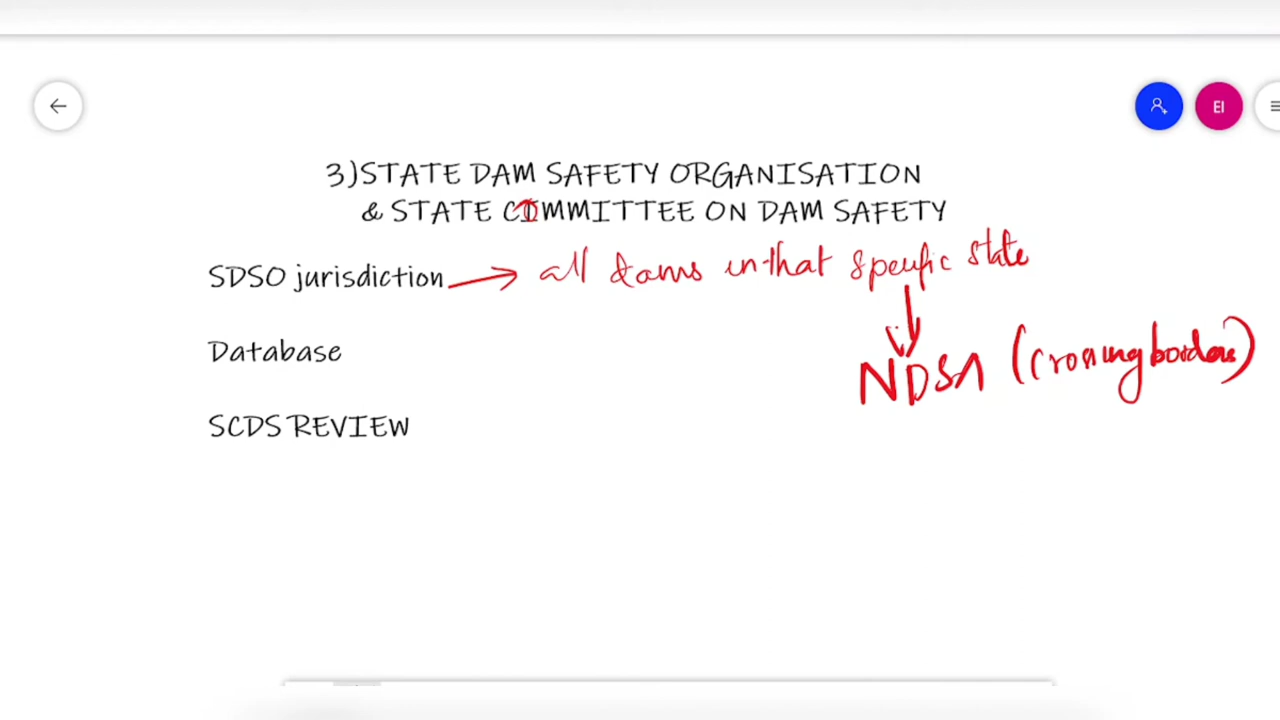 EI
3)STATE DAM SAFETY ORGANISATION
& STATE COMMITTEE ON DAM SAFETY
SDSO jurisdiction → all dams in that specific state
Database
NDSA (crossing borders)
SCDS REVIEW